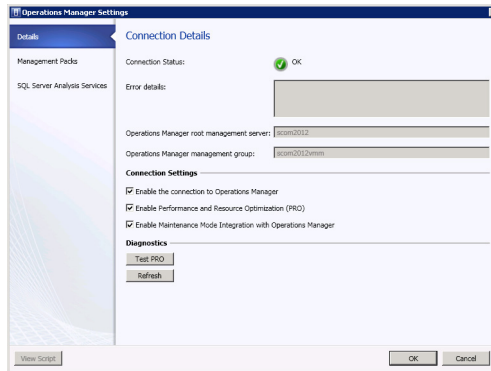 Operations Manager Settings
Details
Management Packs
SQL Server Analysis Services
Connection Details
Connection Status:
OK
Error details:
Operations Manager root management server: scom2012
Operations Manager management group: scom2012vmm
Connection Settings
Enable the connection to Operations Manager
Enable Performance and Resource Optimization (PRO)
Enable Maintenance Mode Integration with Operations Manager
Diagnostics
Test PRO
Refresh
View Script
OK
Cancel